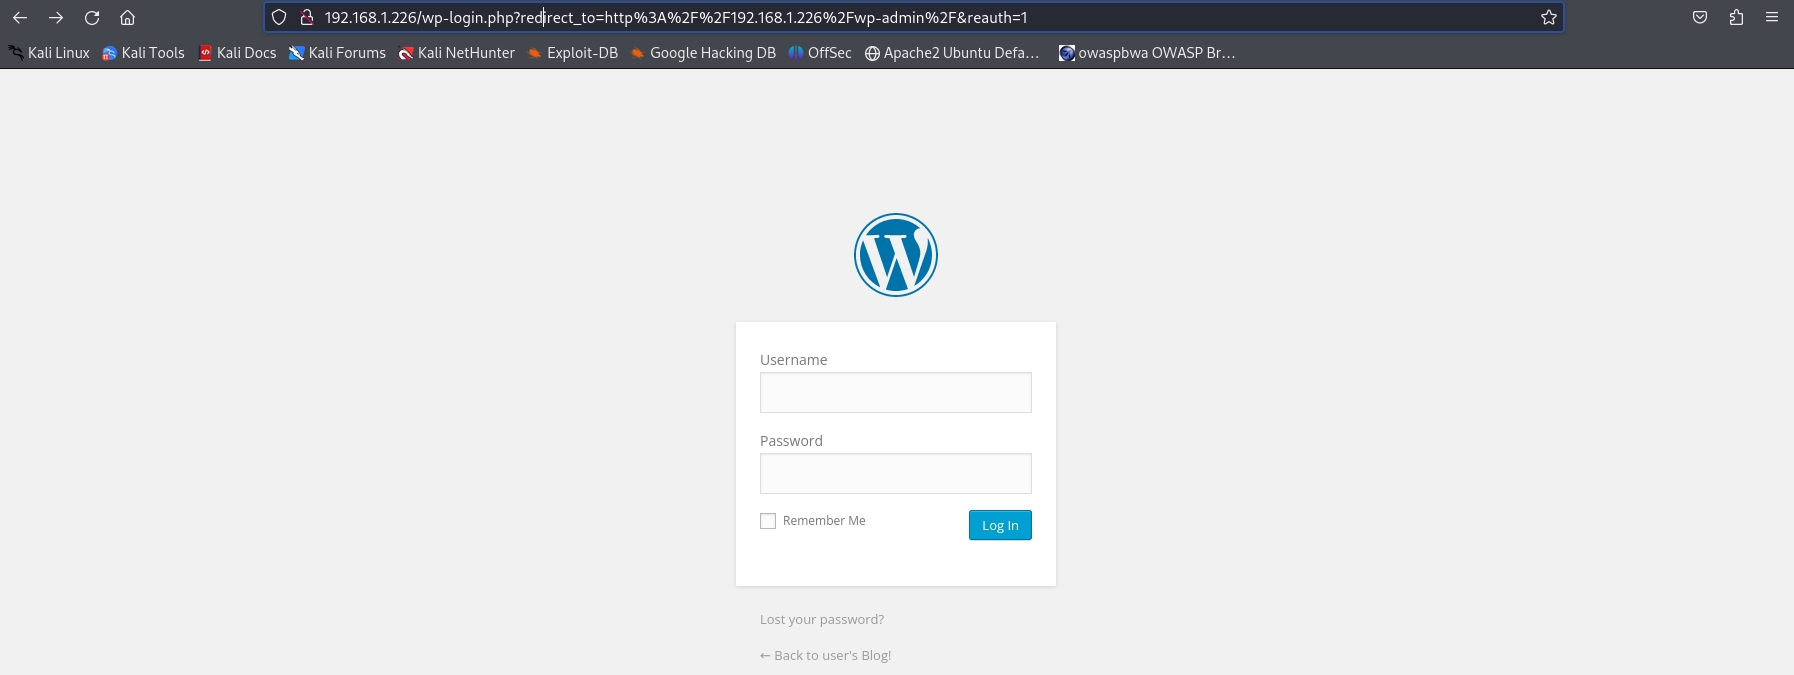 192.168.1.226/wp-login.php?redirect_to=http%3A%2F%2F192.168.1.226%2Fwp-admin%2F&reauth=1
Kali Linux Kali Tools Kali Docs Kali Forums Kali NetHunter Exploit-DB Google Hacking DB OffSec Apache2 Ubuntu Defa… owaspbwa OWASP Br…
Username
Password
Remember Me Log In
Lost your password?
← Back to user's Blog!